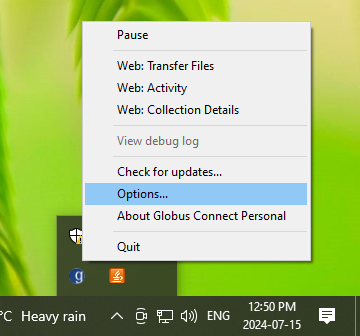 Pause
Web: Transfer Files
Web: Activity
Web: Collection Details
View debug log
Check for updates...
Options...
About Globus Connect Personal
Quit
g
°C Heavy rain ENG 12:50 PM
2024-07-15